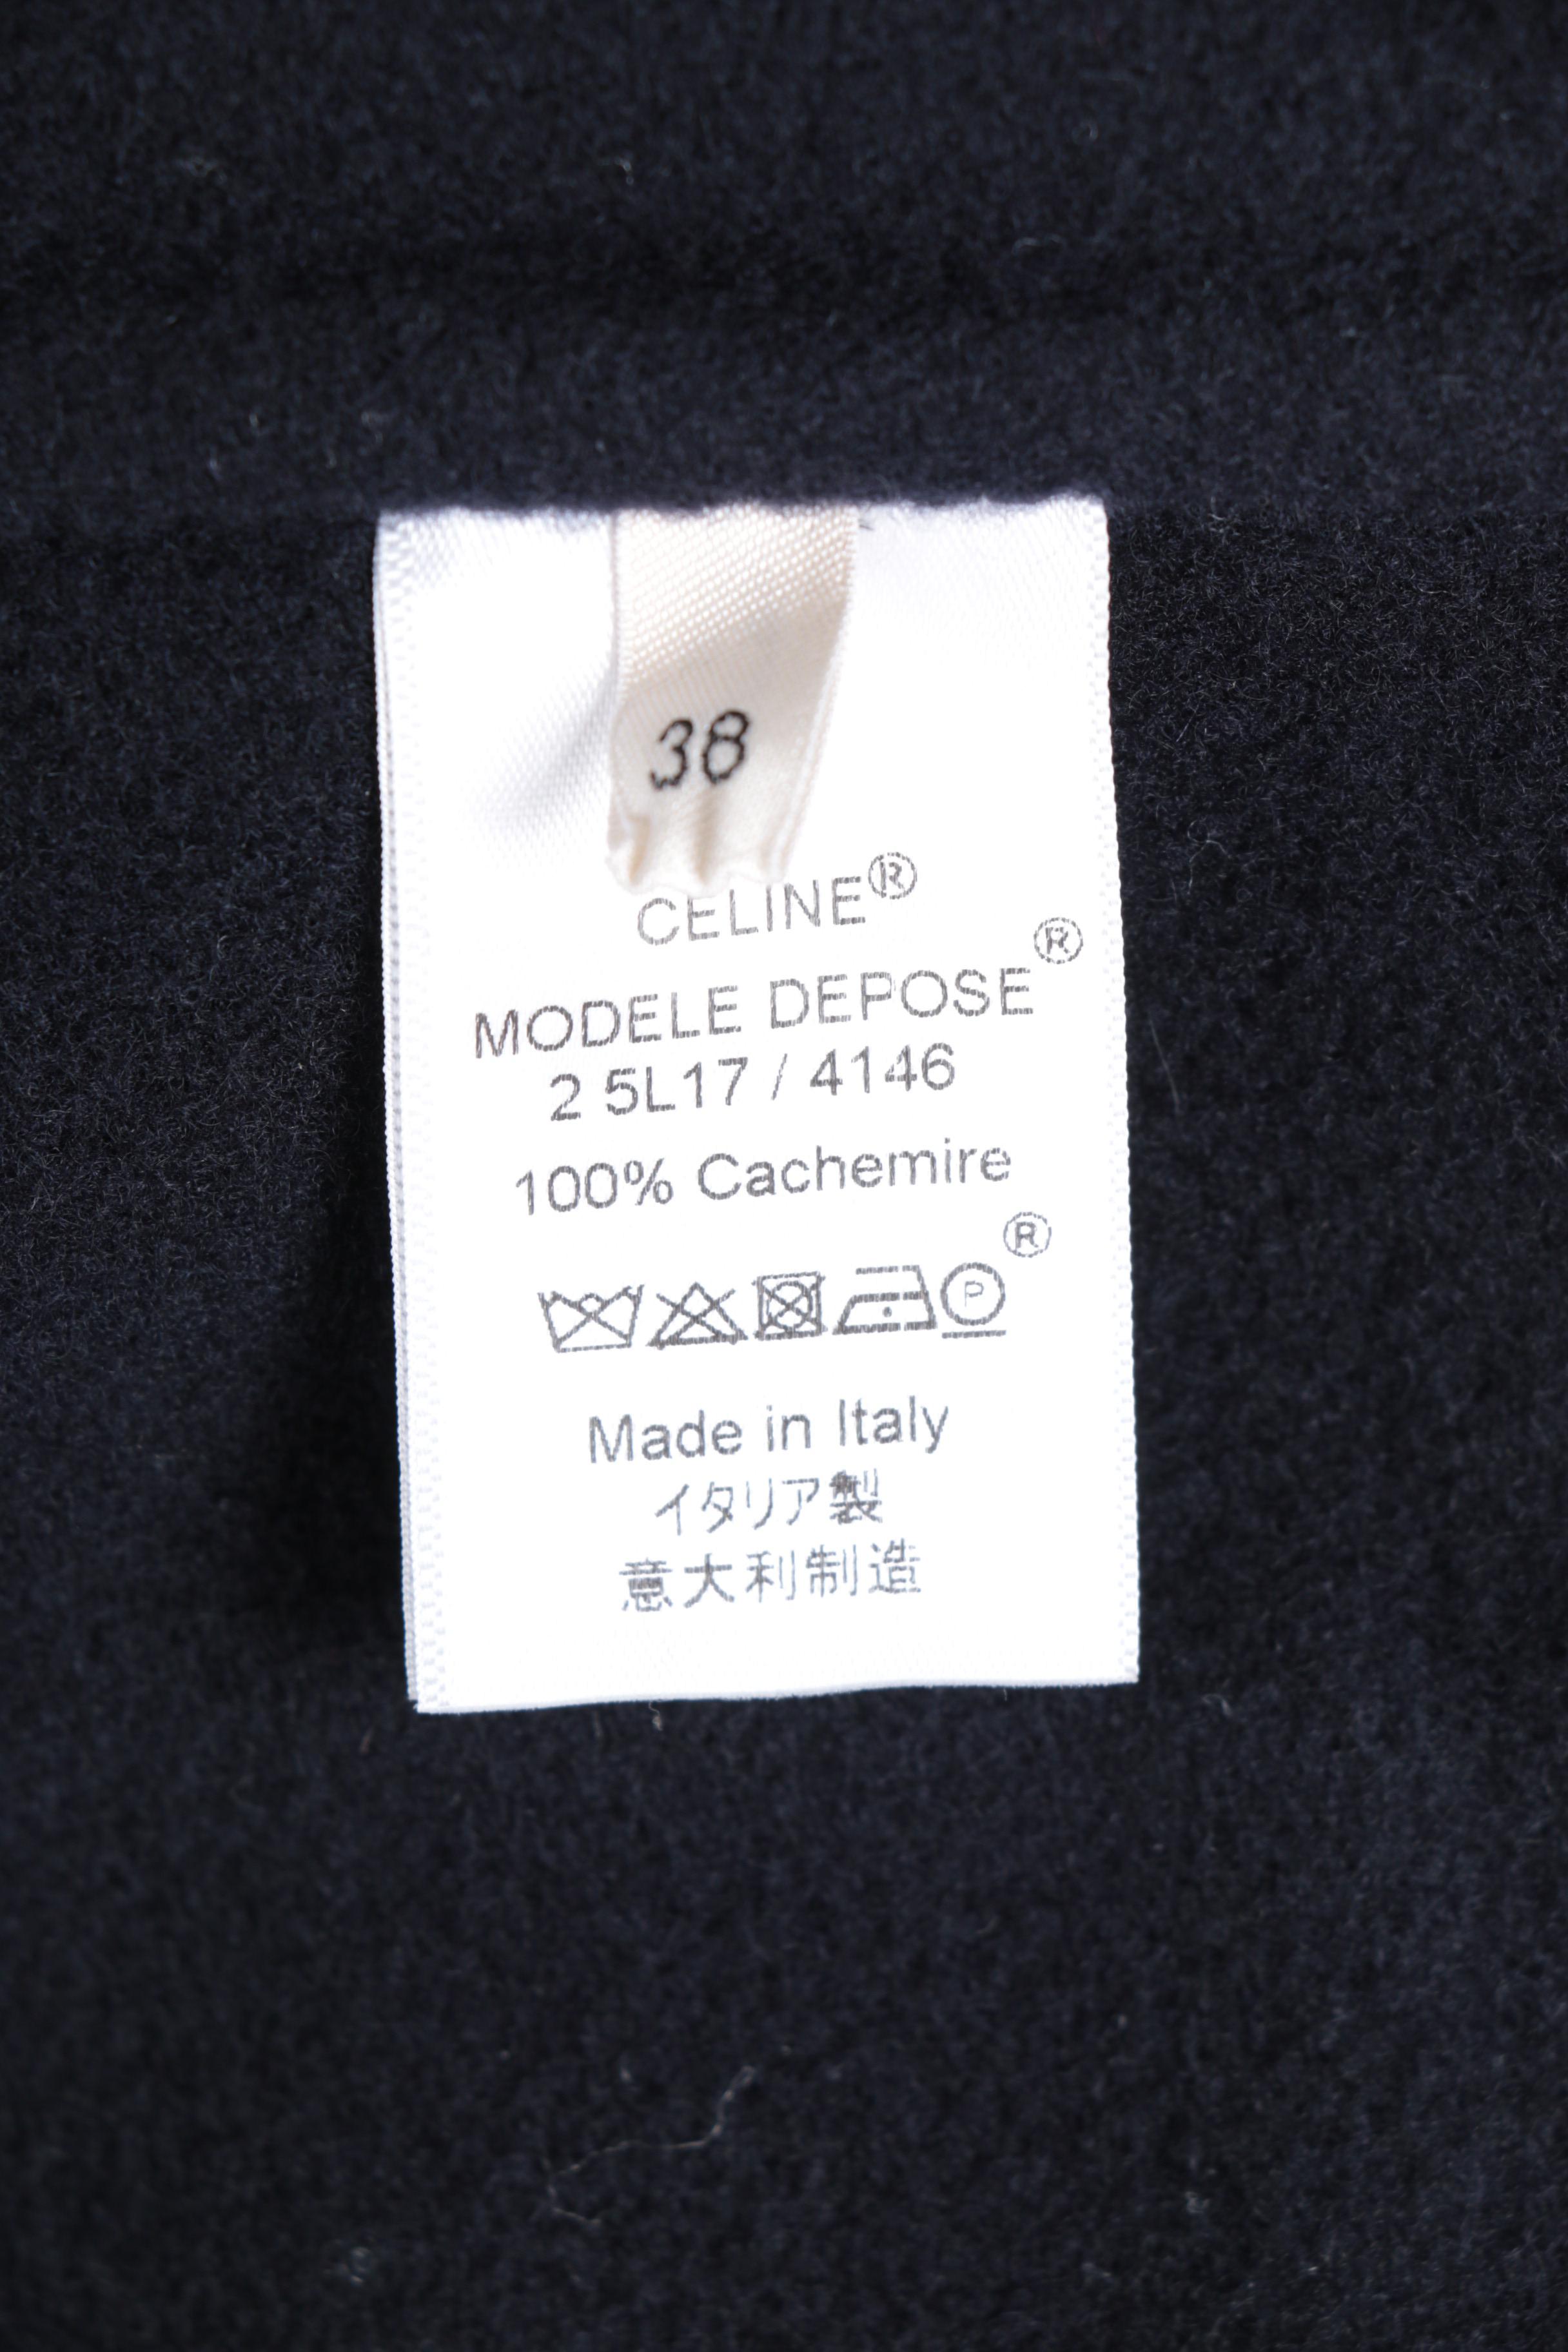 38
CELINE®
MODELE DEPOSE®
2 5L17 / 4146
100% Cachemire
®
P
Made in Italy
イタリア製
意大利制造